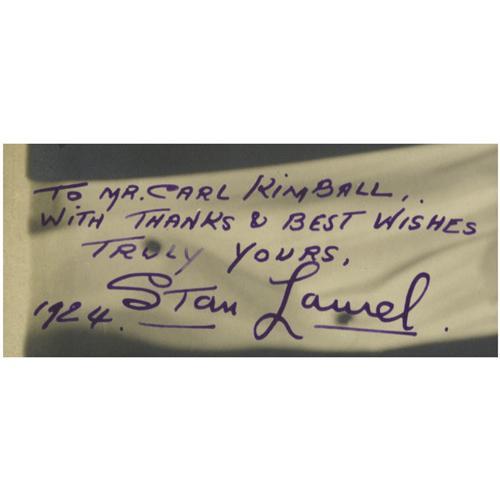 TO MR. CARL KIMBALL,.
WITH THANKS & BEST WISHES
TRULY YOURS,
1924. Stan Laurel.